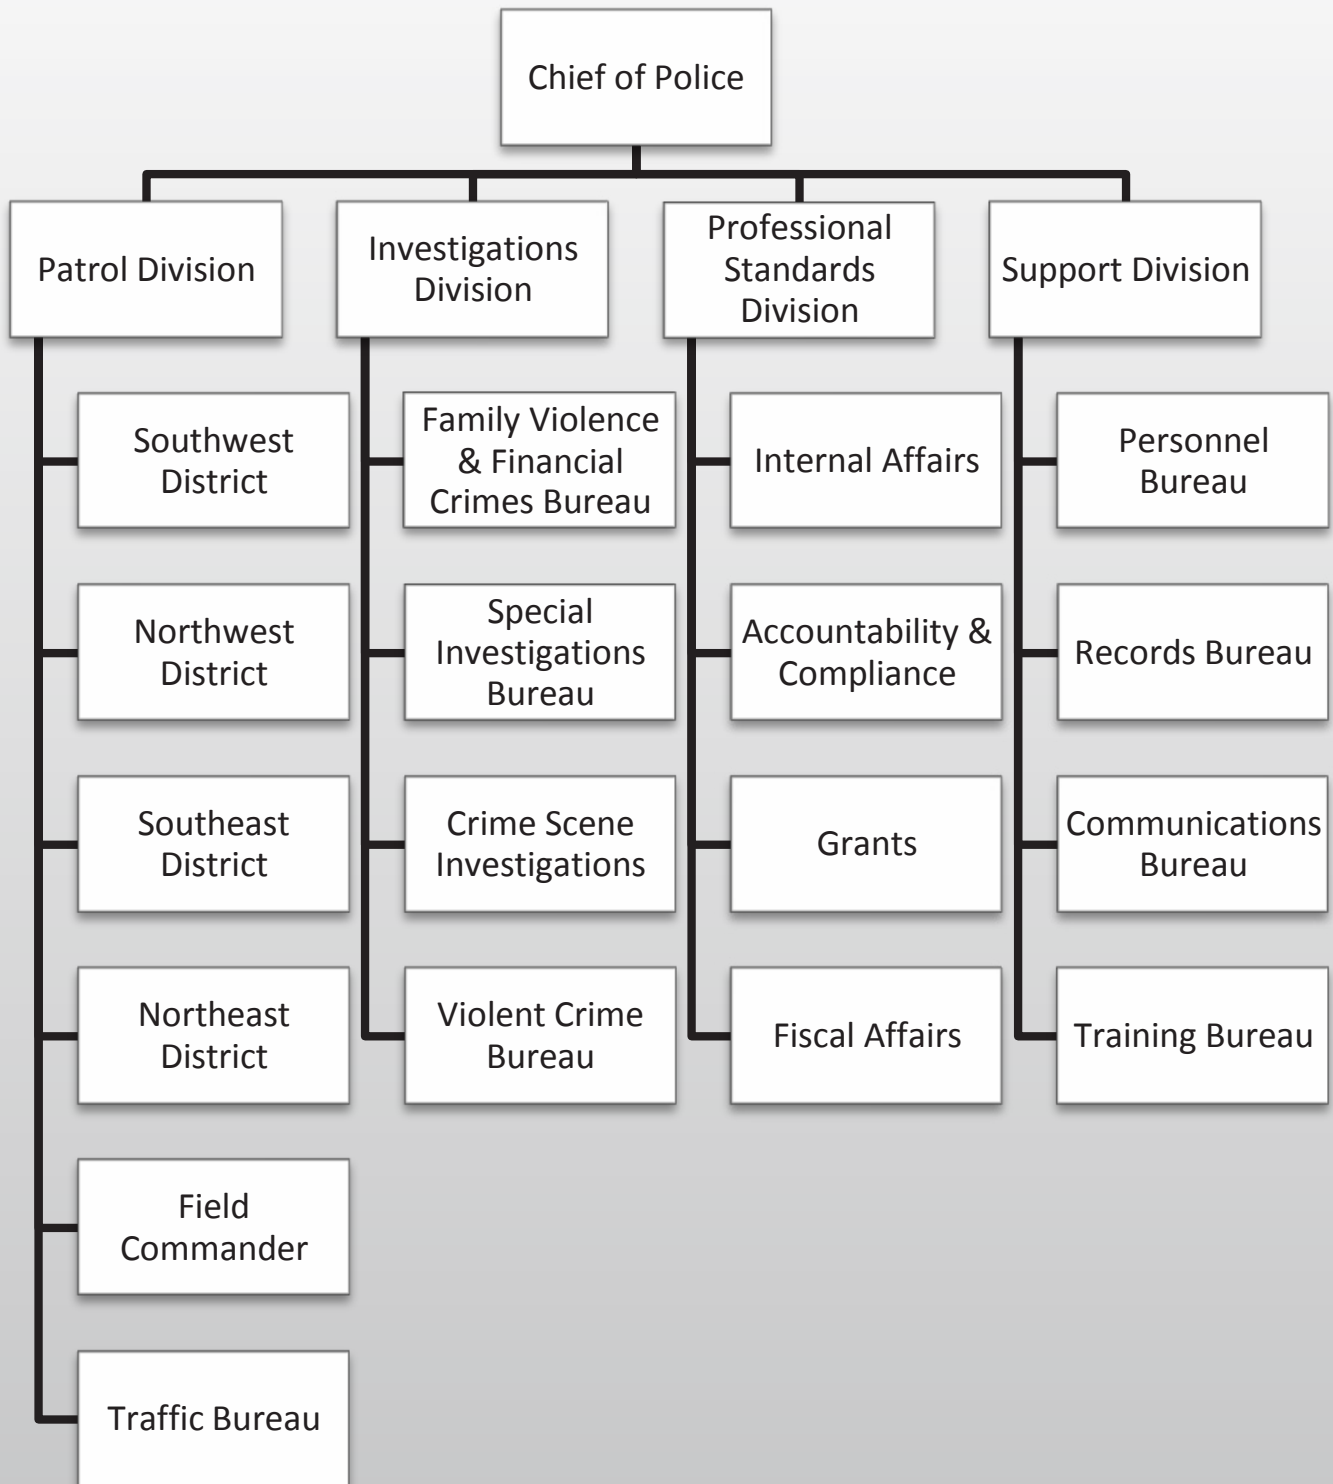 Chief of Police
Patrol Division
Investigations
Division
Professional
Standards
Division
Support Division
Southwest
District
Family Violence
& Financial
Crimes Bureau
Internal Affairs
Personnel
Bureau
Northwest
District
Special
Investigations
Bureau
Accountability &
Compliance
Records Bureau
Southeast
District
Crime Scene
Investigations
Grants
Communications
Bureau
Northeast
District
Violent Crime
Bureau
Fiscal Affairs
Training Bureau
Field
Commander
Traffic Bureau